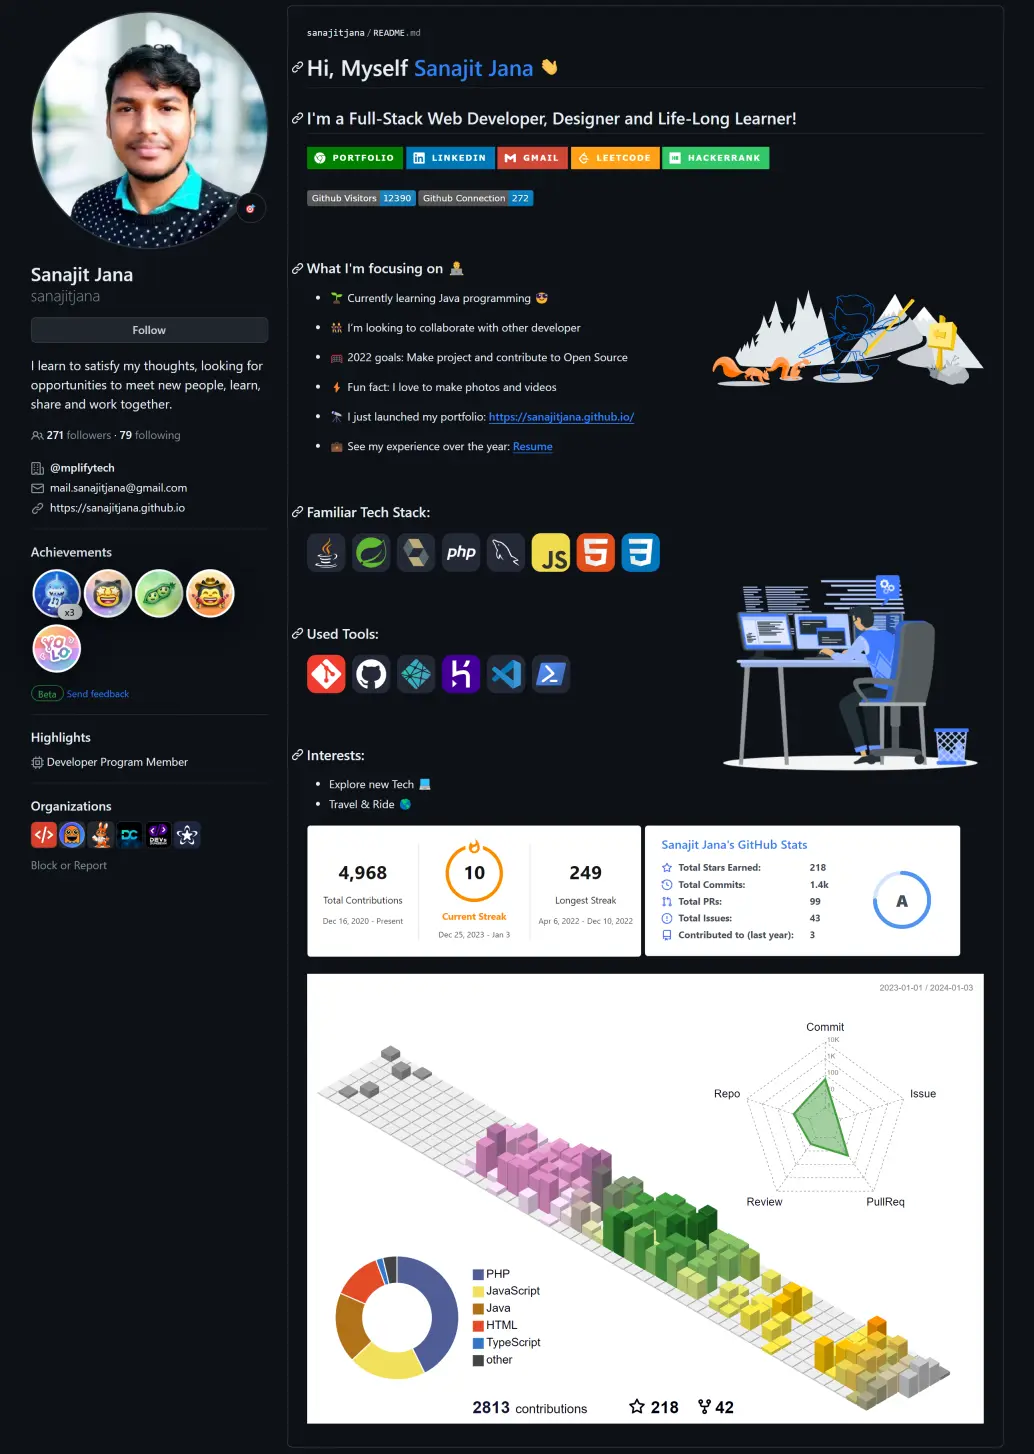 Sanajit Jana
sanajitjana
Follow
I learn to satisfy my thoughts, looking for
opportunities to meet new people, learn,
share and work together.
271 followers · 79 following
@mplifytech
mail.sanajitjana@gmail.com
https://sanajitjana.github.io
Achievements
x3
YOLO
Beta Send feedback
Highlights
Developer Program Member
Organizations
DC
DEVs
Block or Report
sanajitjana/README.md
Hi, Myself Sanajit Jana
I'm a Full-Stack Web Developer, Designer and Life-Long Learner!
PORTFOLIO LINKEDIN GMAIL LEETCODE HACKERRANK
Github Visitors 12390 Github Connection 272
What I'm focusing on
Currently learning Java programming
I'm looking to collaborate with other developer
2022 goals: Make project and contribute to Open Source
Fun fact: I love to make photos and videos
I just launched my portfolio: https://sanajitjana.github.io/
See my experience over the year: Resume
Familiar Tech Stack:
php JS
Used Tools:
Interests:
Explore new Tech
Travel & Ride
4,968
Total Contributions
Dec 16, 2020 - Present
10
Current Streak
Dec 25, 2023 - Jan 3
249
Longest Streak
Apr 6, 2022 - Dec 10, 2022
Sanajit Jana's GitHub Stats
Total Stars Earned: 218
Total Commits: 1.4k
Total PRs: 99
Total Issues: 43
Contributed to (last year): 3
A
2023-01-01 / 2024-01-03
Commit
10K
1K
100
Repo
Issue
Review
PullReq
PHP
JavaScript
Java
HTML
TypeScript
other
2813 contributions 218 42